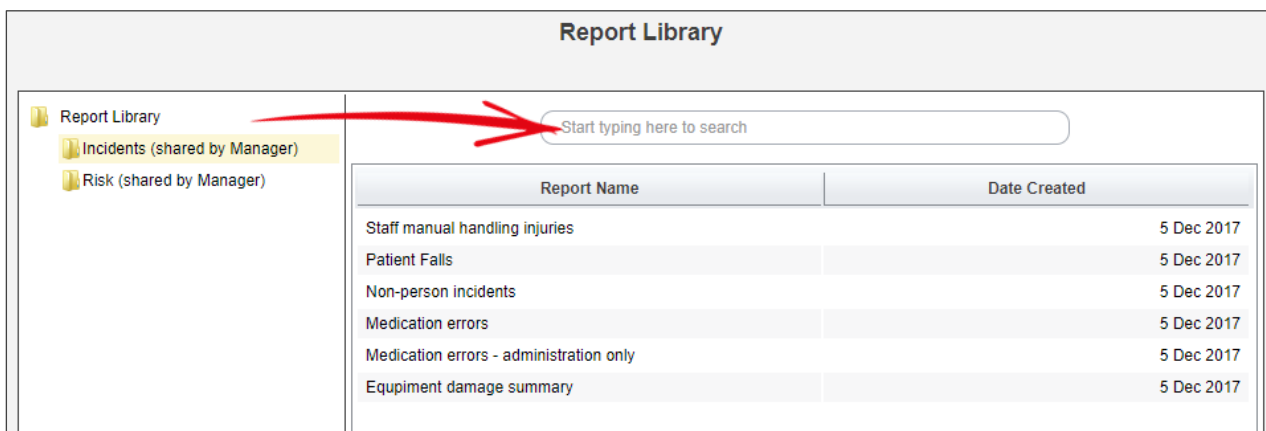 Report Library
Report Library
Incidents (shared by Manager)
Risk (shared by Manager)
Start typing here to search
Report Name Date Created
Staff manual handling injuries 5 Dec 2017
Patient Falls 5 Dec 2017
Non-person incidents 5 Dec 2017
Medication errors 5 Dec 2017
Medication errors - administration only 5 Dec 2017
Equpiment damage summary 5 Dec 2017